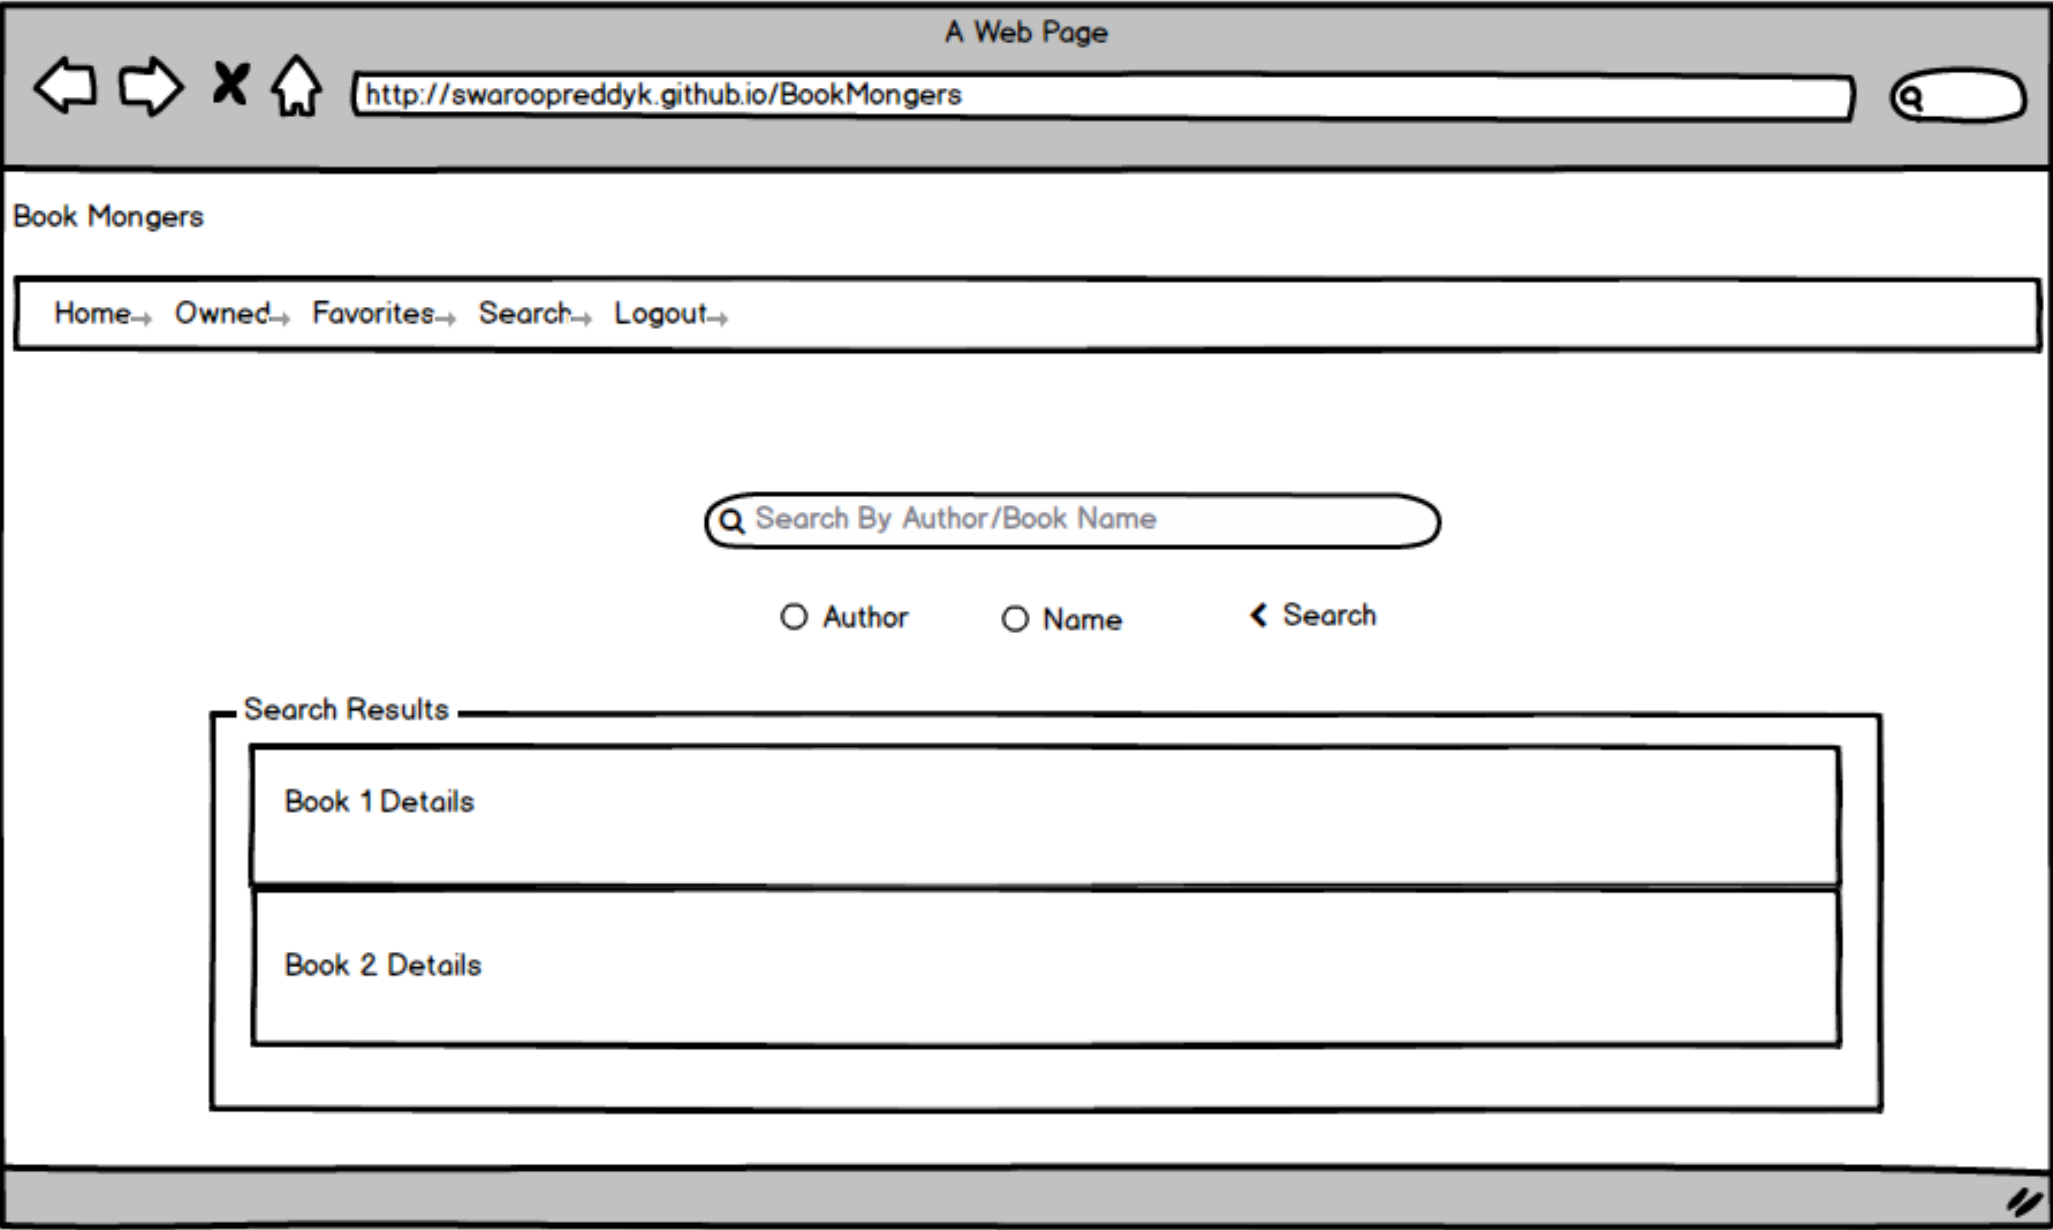 A Web Page
http://swaroopreddyk.github.io/BookMongers
Book Mongers
Home Owned Favorites Search Logout
Search By Author/Book Name
Author Name Search
Search Results
Book 1 Details
Book 2 Details